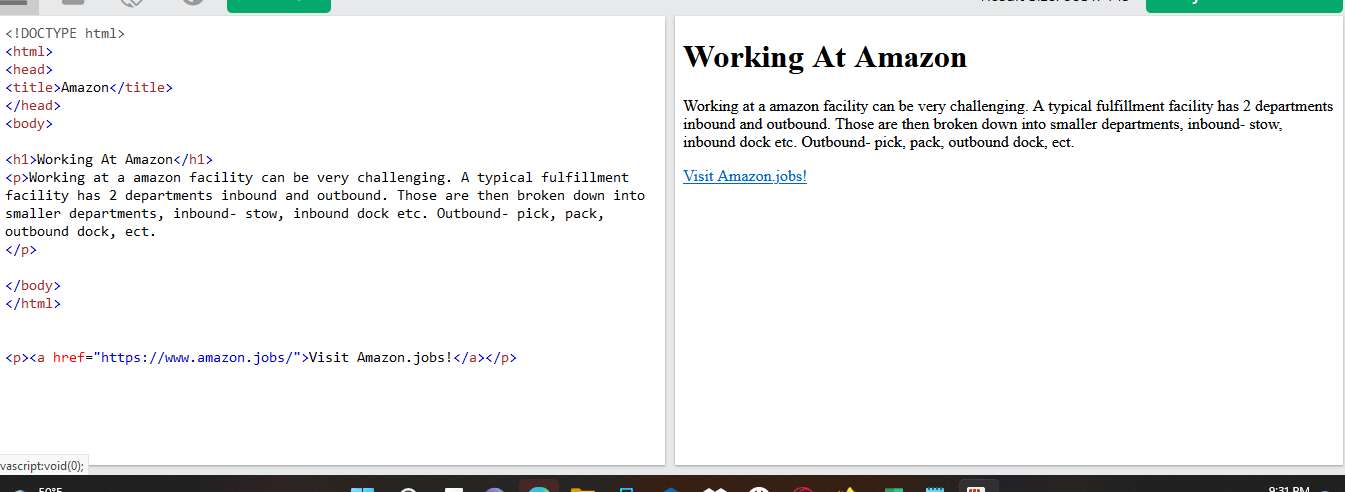 <!DOCTYPE html>
<html>
<head>
<title>Amazon</title>
</head>
<body>
<h1>Working At Amazon</h1>
<p>Working at a amazon facility can be very challenging. A typical fulfillment
facility has 2 departments inbound and outbound. Those are then broken down into
smaller departments, inbound- stow, inbound dock etc. Outbound- pick, pack,
outbound dock, ect.
</p>
</body>
</html>
<p><a href="https://www.amazon.jobs/">Visit Amazon.jobs!</a></p>
Working At Amazon
Working at a amazon facility can be very challenging. A typical fulfillment facility has 2 departments
inbound and outbound. Those are then broken down into smaller departments, inbound- stow,
inbound dock etc. Outbound- pick, pack, outbound dock, ect.
Visit Amazon.jobs!
vascript:void(0);
50°F
9:31 PM